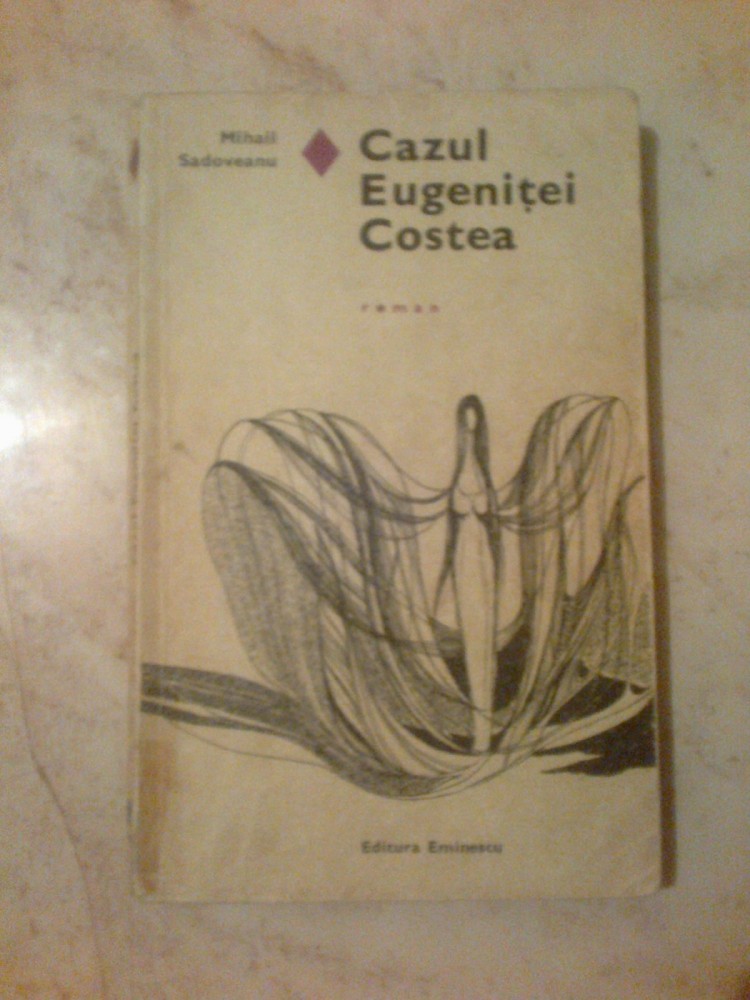 Mihail
Sadoveanu
Cazul
Eugeniței
Costea
roman
Editura Eminescu